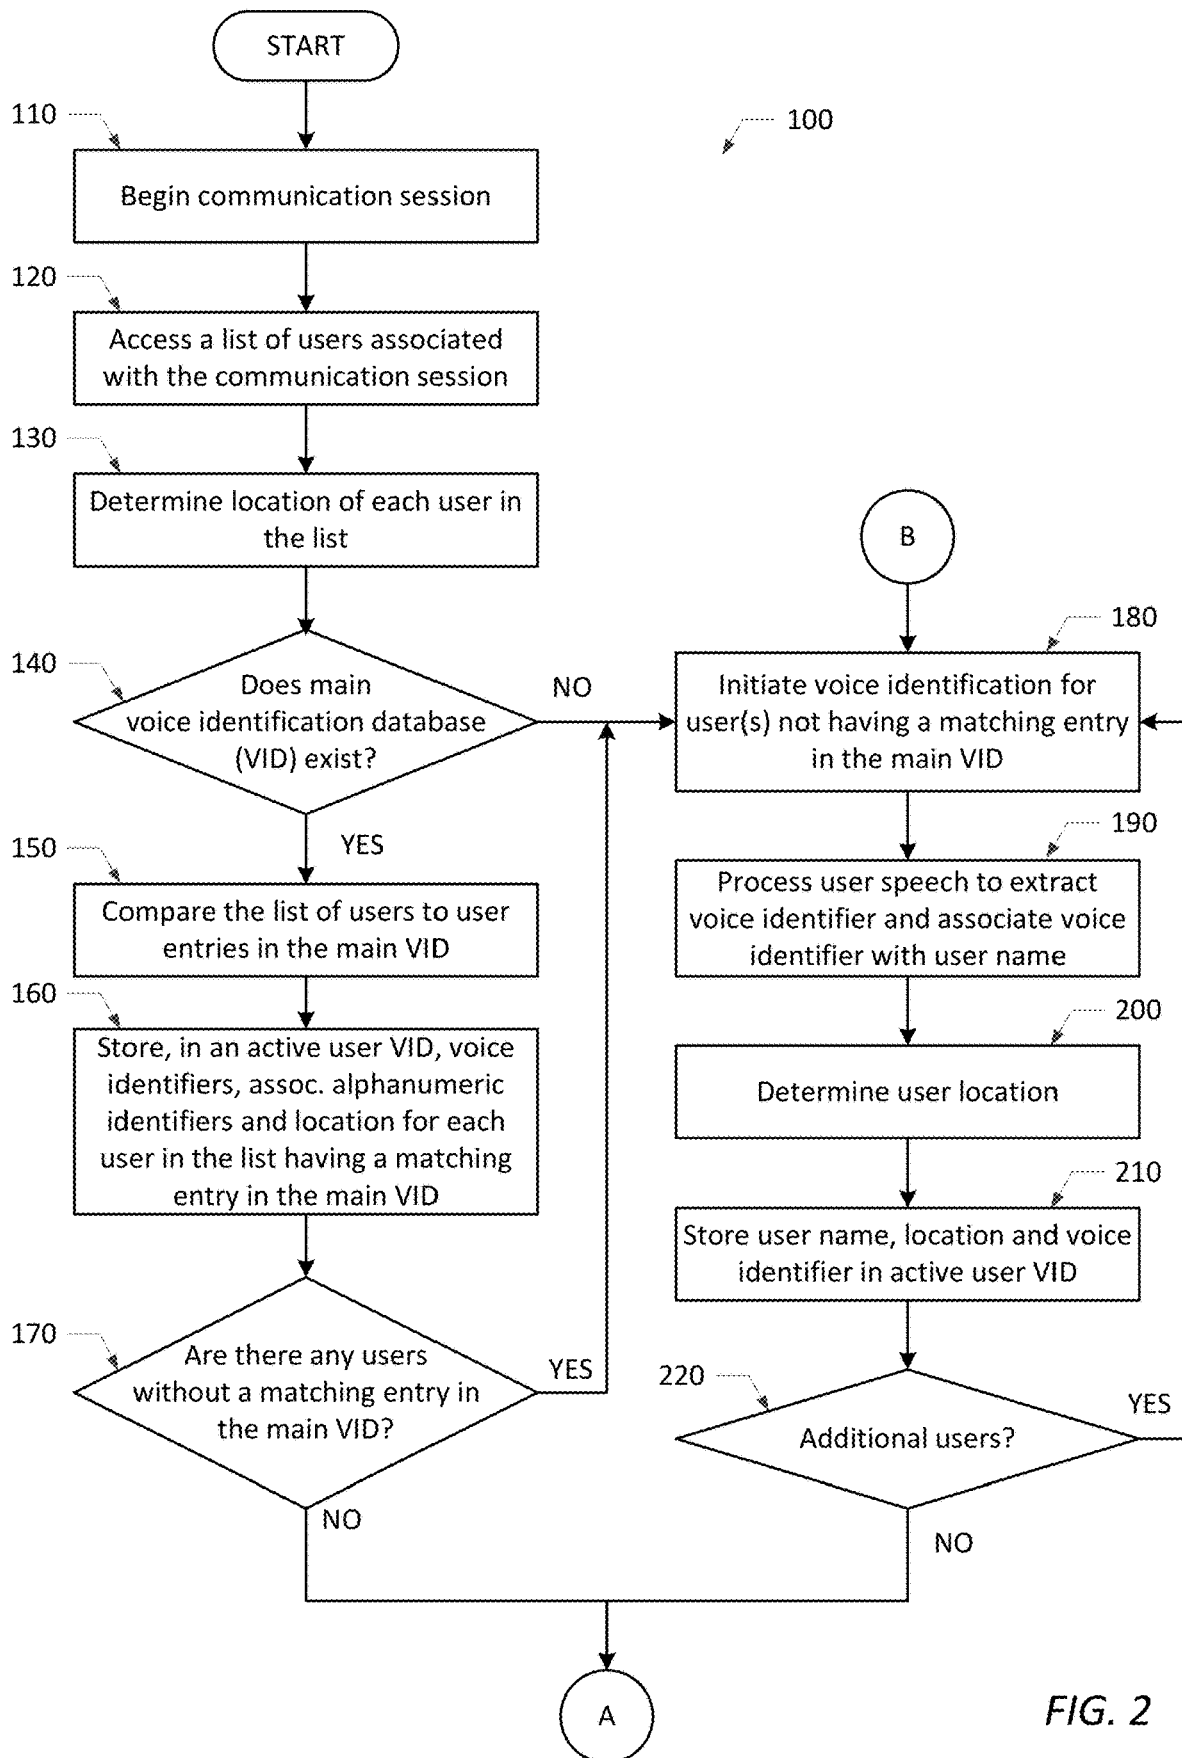 START
110
100
Begin communication session
120
Access a list of users associated
with the communication session
130
Determine location of each user in
the list
140
Does main
voice identification database
(VID) exist?
NO
YES
150
Compare the list of users to user
entries in the main VID
160
Store, in an active user VID, voice
identifiers, assoc. alphanumeric
identifiers and location for each
user in the list having a matching
entry in the main VID
170
Are there any users
without a matching entry in
the main VID?
YES
NO
B
180
Initiate voice identification for
user(s) not having a matching entry
in the main VID
190
Process user speech to extract
voice identifier and associate voice
identifier with user name
200
Determine user location
210
Store user name, location and voice
identifier in active user VID
220
Additional users?
YES
NO
A
FIG. 2